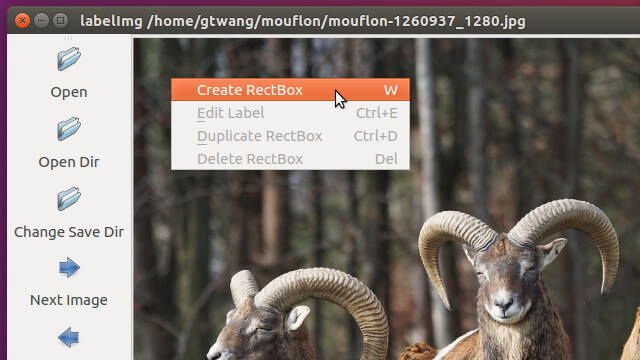 labelImg /home/gtwang/mouflon/mouflon-1260937_1280.jpg
Open
Open Dir
Change Save Dir
Next Image
Create RectBox W
Edit Label Ctrl+E
Duplicate RectBox Ctrl+D
Delete RectBox Del